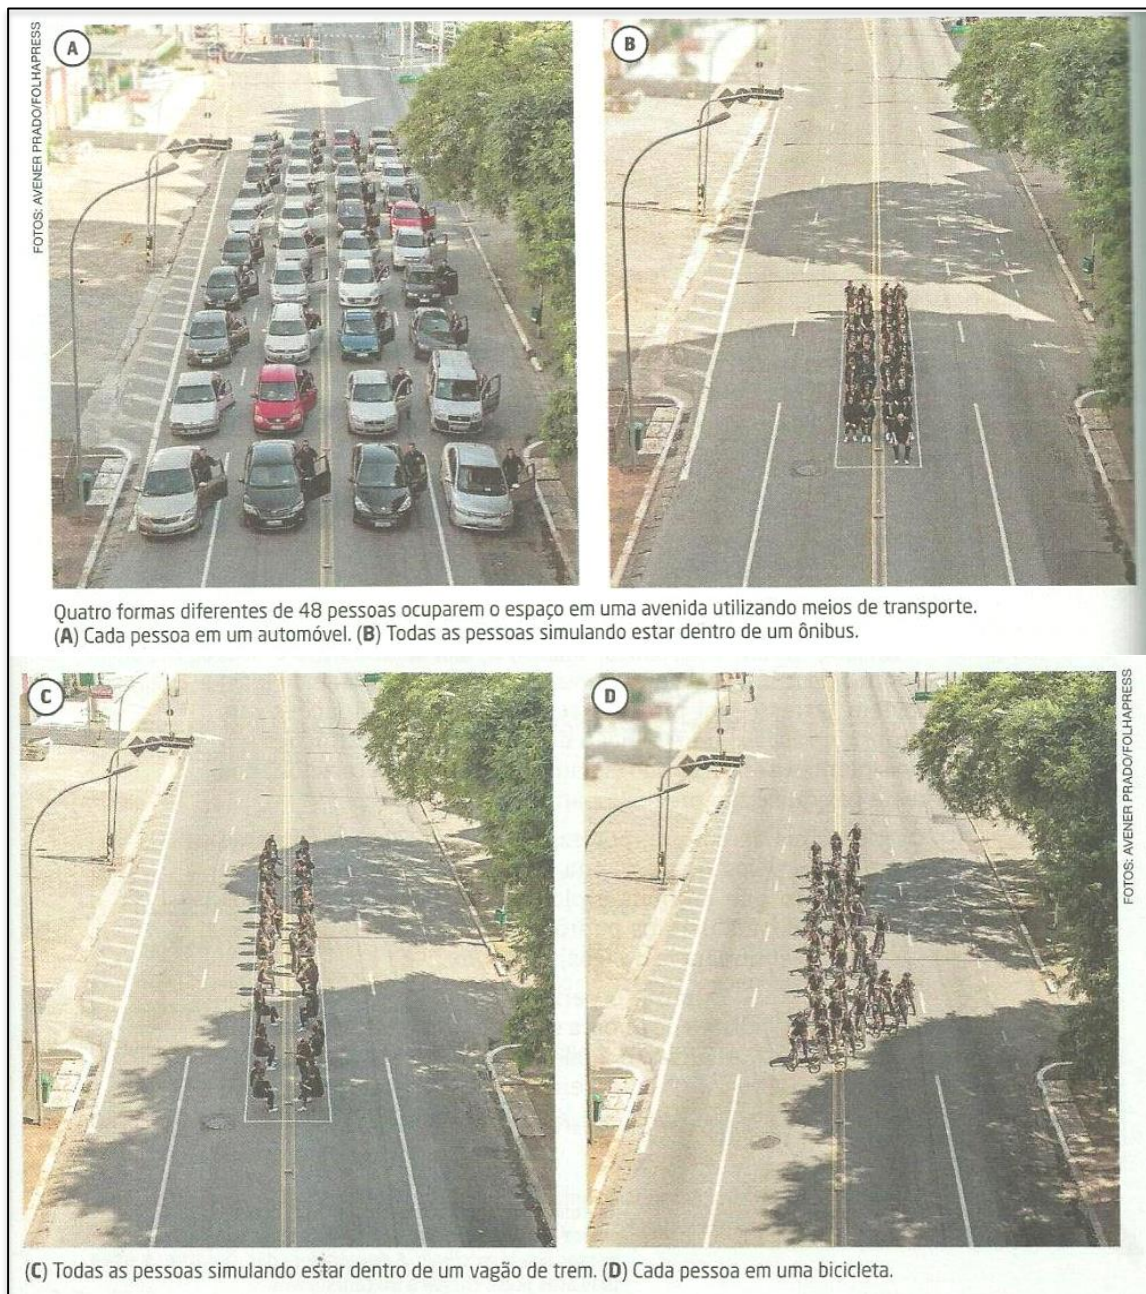 FOTOS: AVENER PRADO/FOLHAPRESS
A
B
Quatro formas diferentes de 48 pessoas ocuparem o espaço em uma avenida utilizando meios de transporte.
(A) Cada pessoa em um automóvel. (B) Todas as pessoas simulando estar dentro de um ônibus.
C
D
FOTOS: AVENER PRADO/FOLHAPRESS
(C) Todas as pessoas simulando estar dentro de um vagão de trem. (D) Cada pessoa em uma bicicleta.